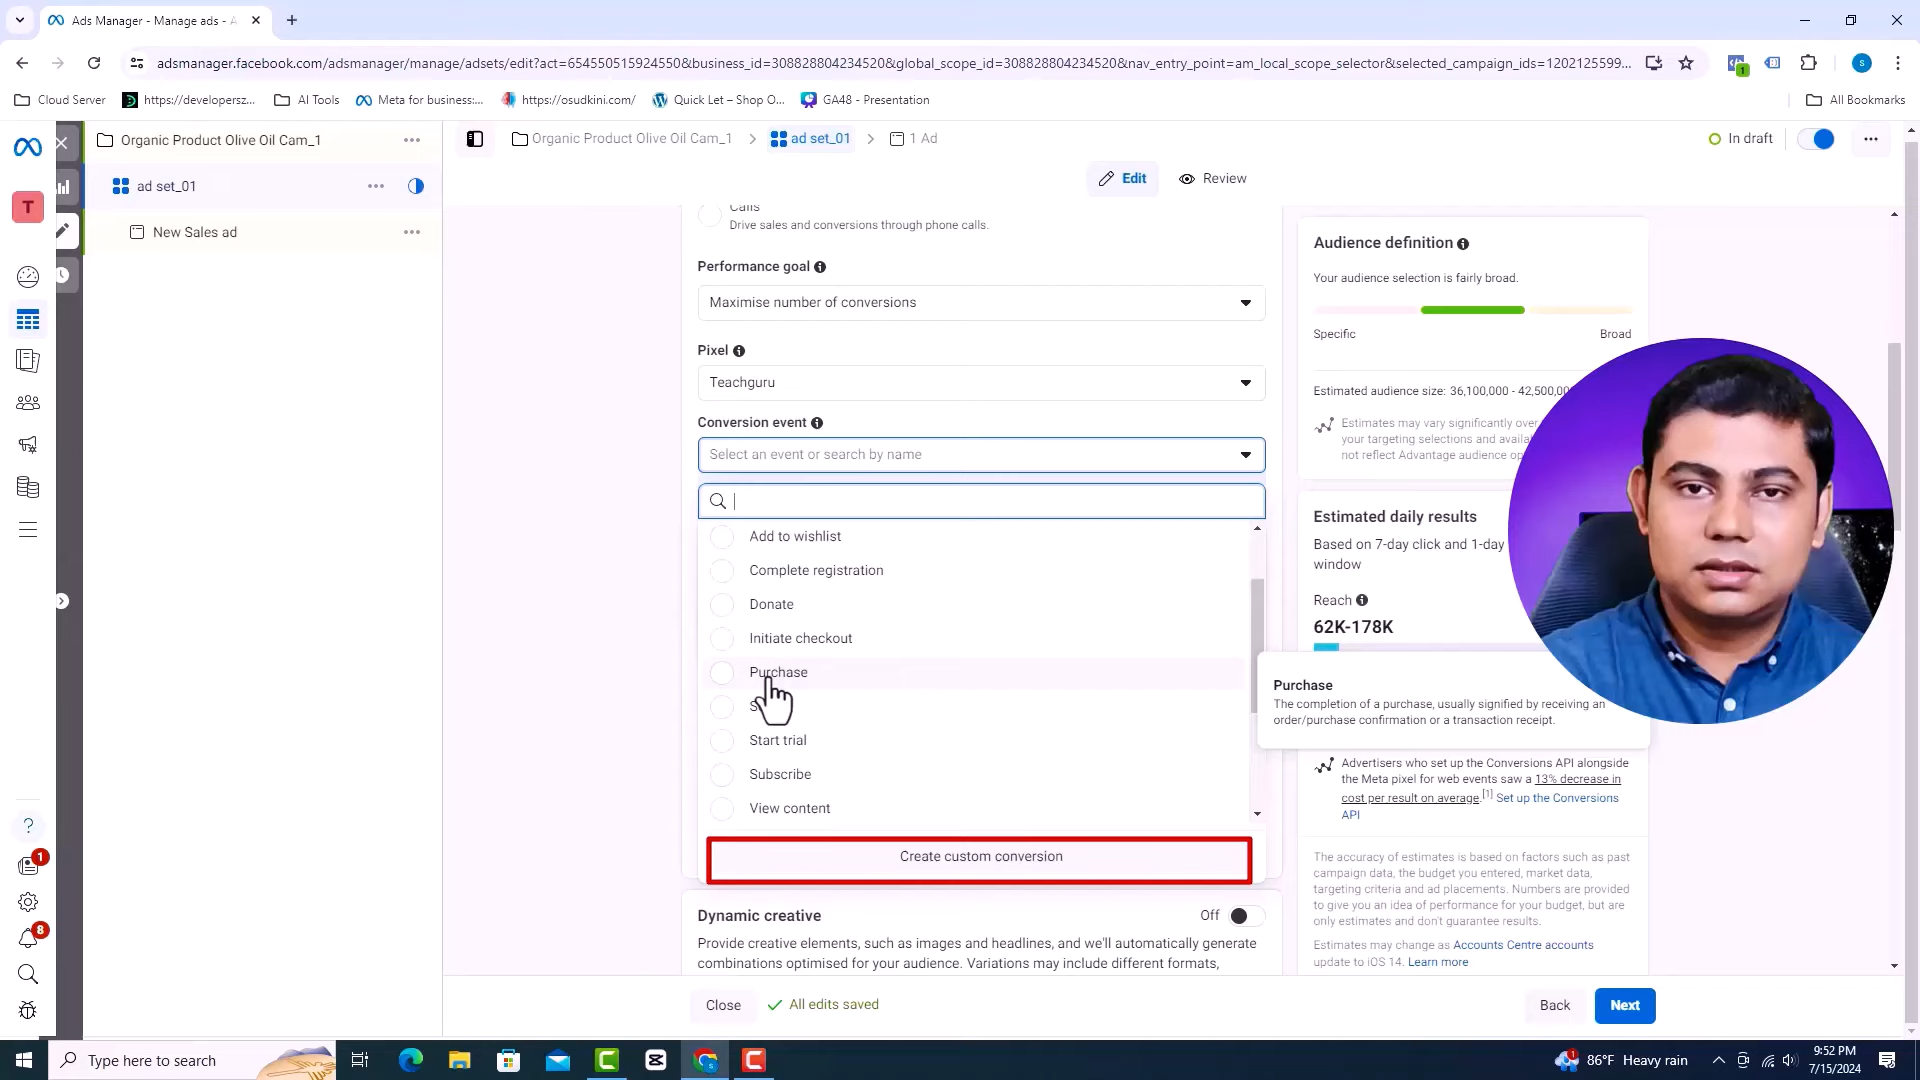 Ads Manager - Manage ads - A
adsmanager.facebook.com/adsmanager/manage/adsets/edit?act=654550515924550&business_id=308828804234520&global_scope_id=308828804234520&nav_entry_point=am_local_scope_selector&selected_campaign_ids=1202125599...
1
S
Cloud Server
https://developersz...
AI Tools
Meta for business:...
https://osudkini.com/
Quick Let – Shop O...
GA48 - Presentation
All Bookmarks
Organic Product Olive Oil Cam_1
Organic Product Olive Oil Cam_1
ad set_01
1 Ad
In draft
T
ad set_01
Edit
Review
New Sales ad
Calls
Drive sales and conversions through phone calls.
Performance goal
Maximise number of conversions
Pixel
Teachguru
Conversion event
Select an event or search by name
Add to wishlist
Complete registration
Donate
Initiate checkout
Purchase
Start trial
Subscribe
View content
Create custom conversion
Dynamic creative
Off
Provide creative elements, such as images and headlines, and we'll automatically generate
combinations optimised for your audience. Variations may include different formats,
Audience definition
Your audience selection is fairly broad.
Specific
Broad
Estimated audience size: 36,100,000 - 42,500,00
Estimates may vary significantly over
your targeting selections and availa
not reflect Advantage audience op
Estimated daily results
Based on 7-day click and 1-day
window
Reach
62K-178K
Purchase
The completion of a purchase, usually signified by receiving an
order/purchase confirmation or a transaction receipt.
Advertisers who set up the Conversions API alongside
the Meta pixel for web events saw a 13% decrease in
cost per result on average.[1] Set up the Conversions
API
The accuracy of estimates is based on factors such as past
campaign data, the budget you entered, market data,
targeting criteria and ad placements. Numbers are provided
to give you an idea of performance for your budget, but are
only estimates and don't guarantee results.
Estimates may change as Accounts Centre accounts
update to iOS 14. Learn more
1
8
Close
All edits saved
Back
Next
Type here to search
1
86°F Heavy rain
9:52 PM
7/15/2024